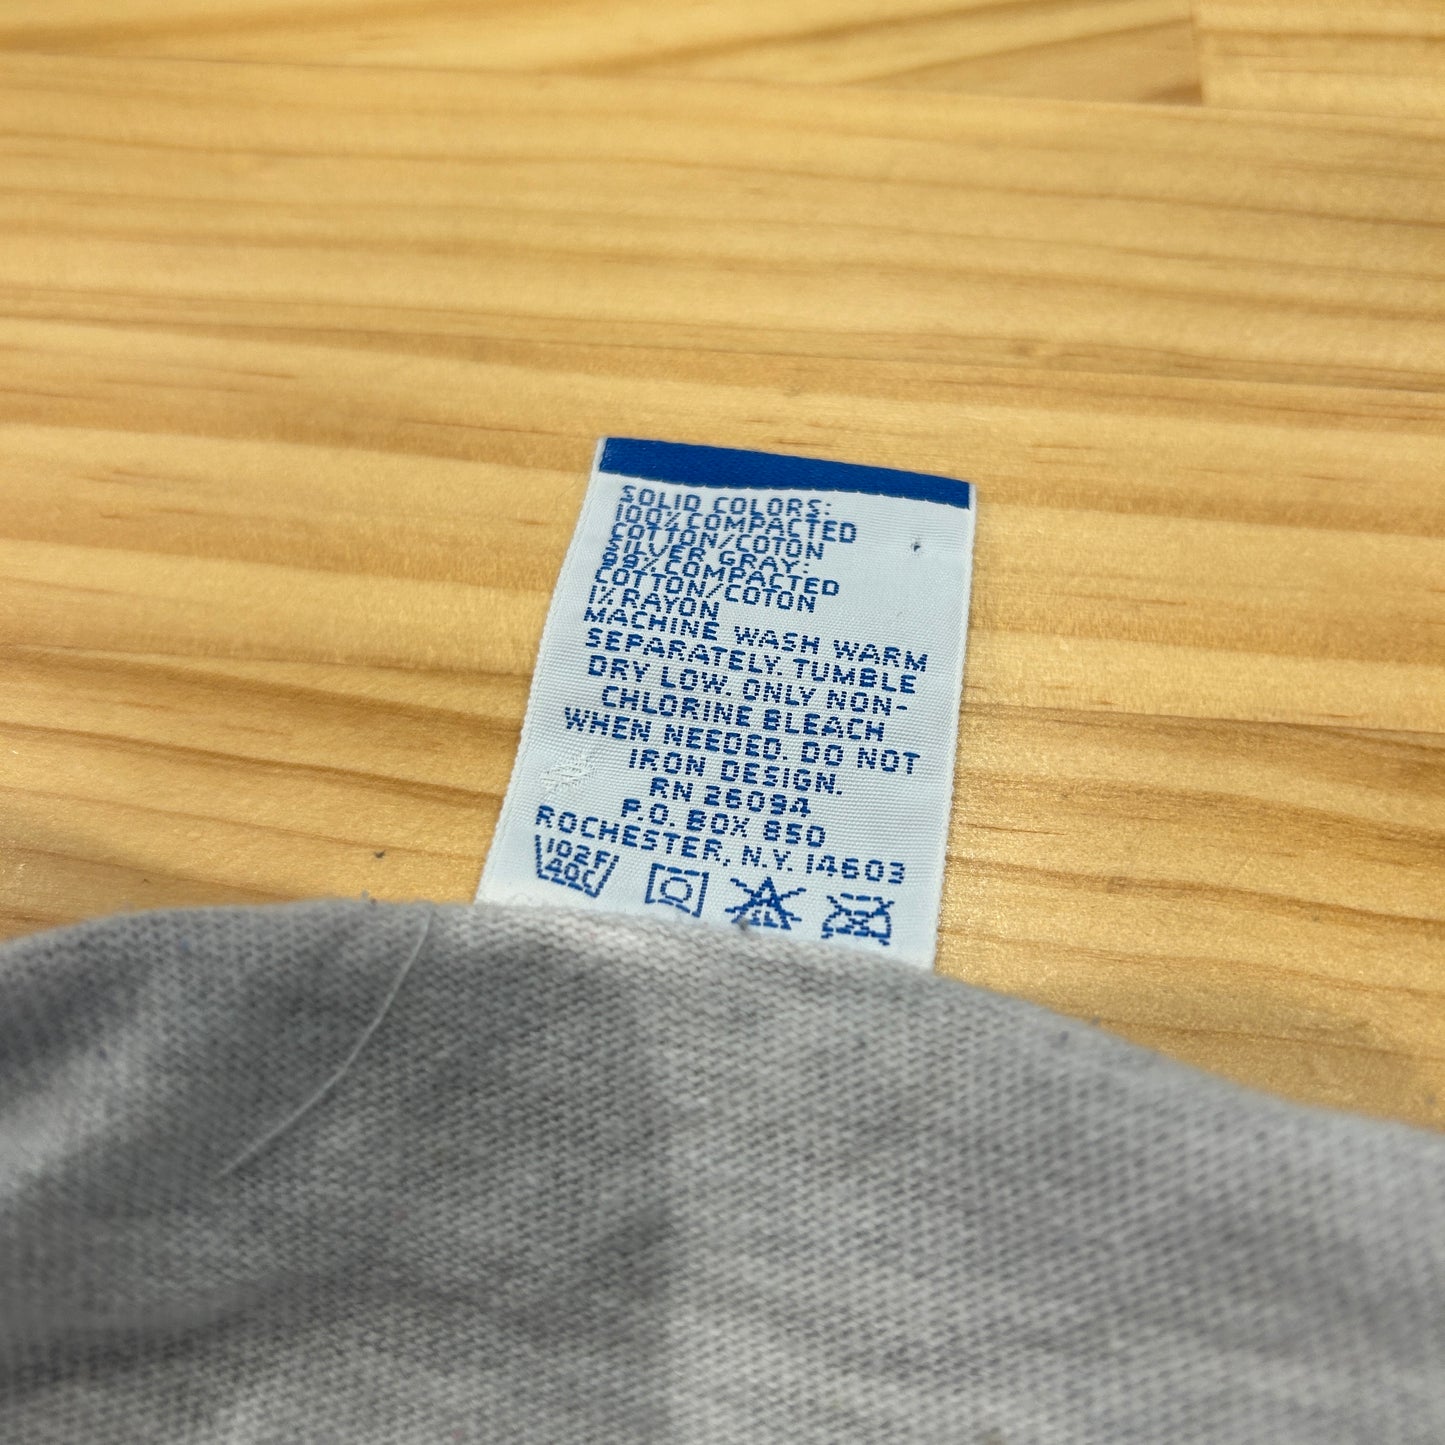 SOLID COLORS:
100% COMPACTED
COTTON/COTON
SILVER GRAY:
99% COMPACTED
COTTON/COTON
1% RAYON
MACHINE WASH WARM
SEPARATELY. TUMBLE
DRY LOW. ONLY NON-
CHLORINE BLEACH
WHEN NEEDED. DO NOT
IRON DESIGN.
RN 26094
P.O. BOX 850
ROCHESTER, N.Y. 14603
102F
40C
CL